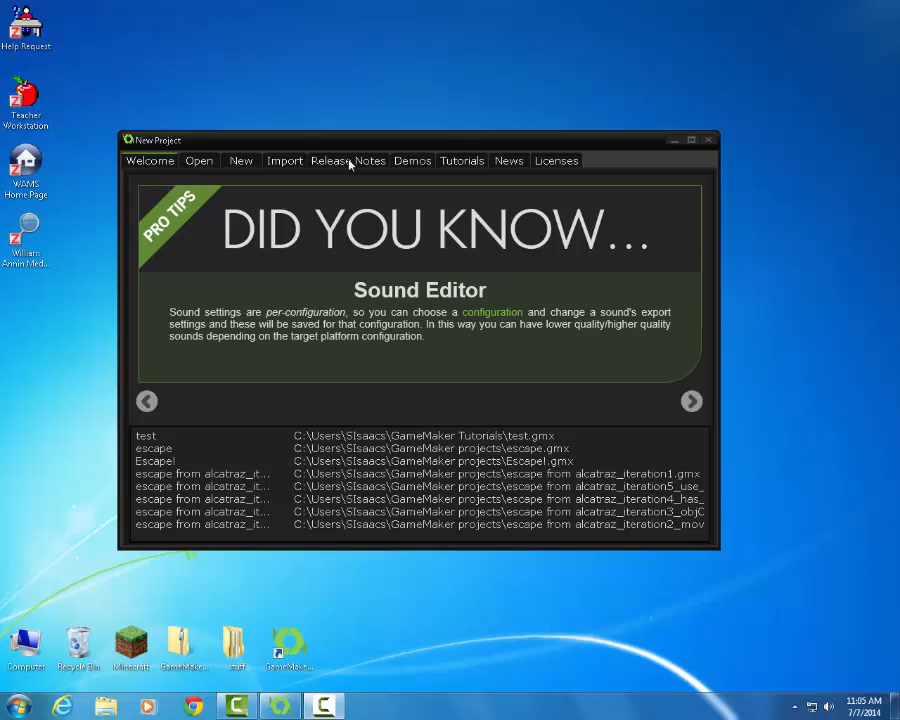 Help Request
Teacher
Workstation
WAMS
Home Page
William
Annin Med...
New Project
Welcome Open New Import Release Notes Demos Tutorials News Licenses
PRO TIPS
DID YOU KNOW...
Sound Editor
Sound settings are per-configuration, so you can choose a configuration and change a sound's export
settings and these will be saved for that configuration. In this way you can have lower quality/higher quality
sounds depending on the target platform configuration.
test C:\Users\SIsaacs\GameMaker Tutorials\test.gmx
escape C:\Users\SIsaacs\GameMaker projects\escape.gmx
Escape! C:\Users\SIsaacs\GameMaker projects\Escape!.gmx
escape from alcatraz_it... C:\Users\SIsaacs\GameMaker projects\escape from alcatraz_iteration1.gmx
escape from alcatraz_it... C:\Users\SIsaacs\GameMaker projects\escape from alcatraz_iteration5_use_
escape from alcatraz_it... C:\Users\SIsaacs\GameMaker projects\escape from alcatraz_iteration4_has_
escape from alcatraz_it... C:\Users\SIsaacs\GameMaker projects\escape from alcatraz_iteration3_objC
escape from alcatraz_it... C:\Users\SIsaacs\GameMaker projects\escape from alcatraz_iteration2_mov
Computer Recycle Bin Minecraft GameMake... stuff GameMake...
11:05 AM
7/7/2014